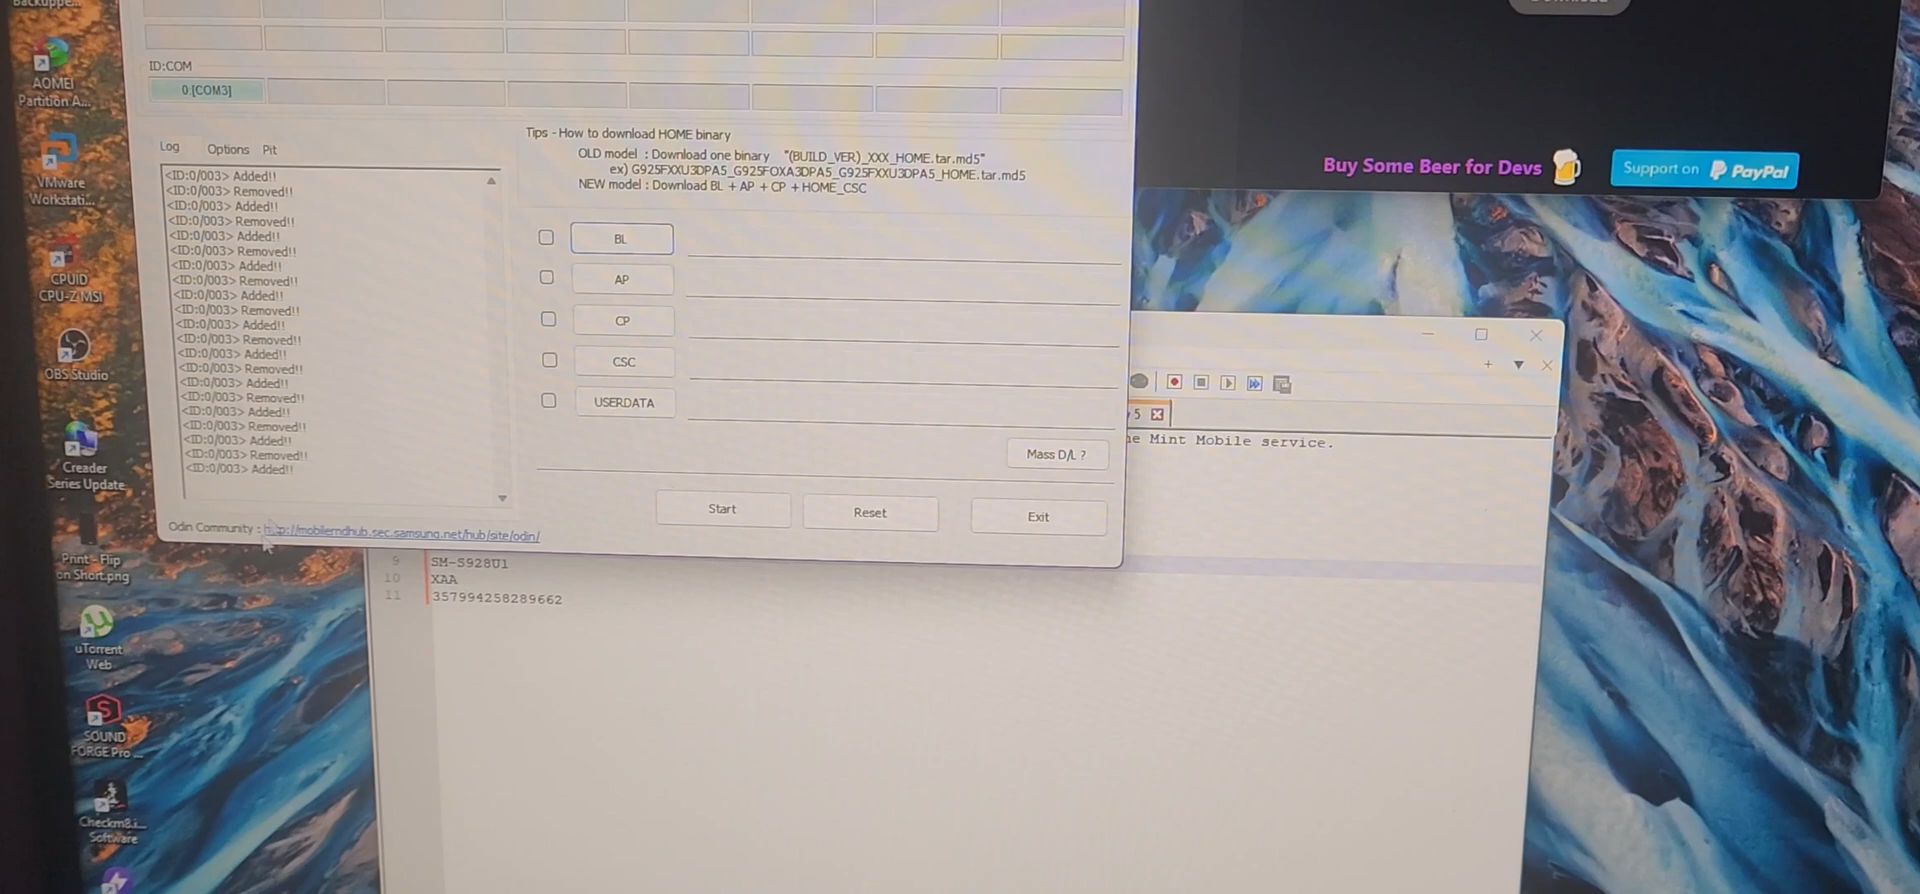 AOMEI
Partition A...
VMware
Workstati...
CPUID
CPU-Z MSI
OBS Studio
Creader
Series Update
Print - Flip
on Short.png
uTorrent
Web
SOUND
FORGE Pro ...
Checkm8.i...
Software
ID:COM
0:[COM3]
Log
Options
Pit
<ID:0/003> Added!!
<ID:0/003> Removed!!
<ID:0/003> Added!!
<ID:0/003> Removed!!
<ID:0/003> Added!!
<ID:0/003> Removed!!
<ID:0/003> Added!!
<ID:0/003> Removed!!
<ID:0/003> Added!!
<ID:0/003> Removed!!
<ID:0/003> Added!!
<ID:0/003> Removed!!
<ID:0/003> Added!!
<ID:0/003> Removed!!
<ID:0/003> Added!!
<ID:0/003> Removed!!
<ID:0/003> Added!!
<ID:0/003> Removed!!
<ID:0/003> Added!!
<ID:0/003> Removed!!
<ID:0/003> Added!!
Tips - How to download HOME binary
OLD model : Download one binary "(BUILD_VER)_XXX_HOME.tar.md5"
ex) G925FXXU3DPA5_G925FOXA3DPA5_G925FXXU3DPA5_HOME.tar.md5
NEW model : Download BL + AP + CP + HOME_CSC
BL
AP
CP
CSC
USERDATA
Mass D/L ?
Start
Reset
Exit
Odin Community : http://mobilerndhub.sec.samsung.net/hub/site/odin/
Buy Some Beer for Devs
Support on PayPal
5
Mint Mobile service.
9 SM-S928U1
10 XAA
11 357994258289662